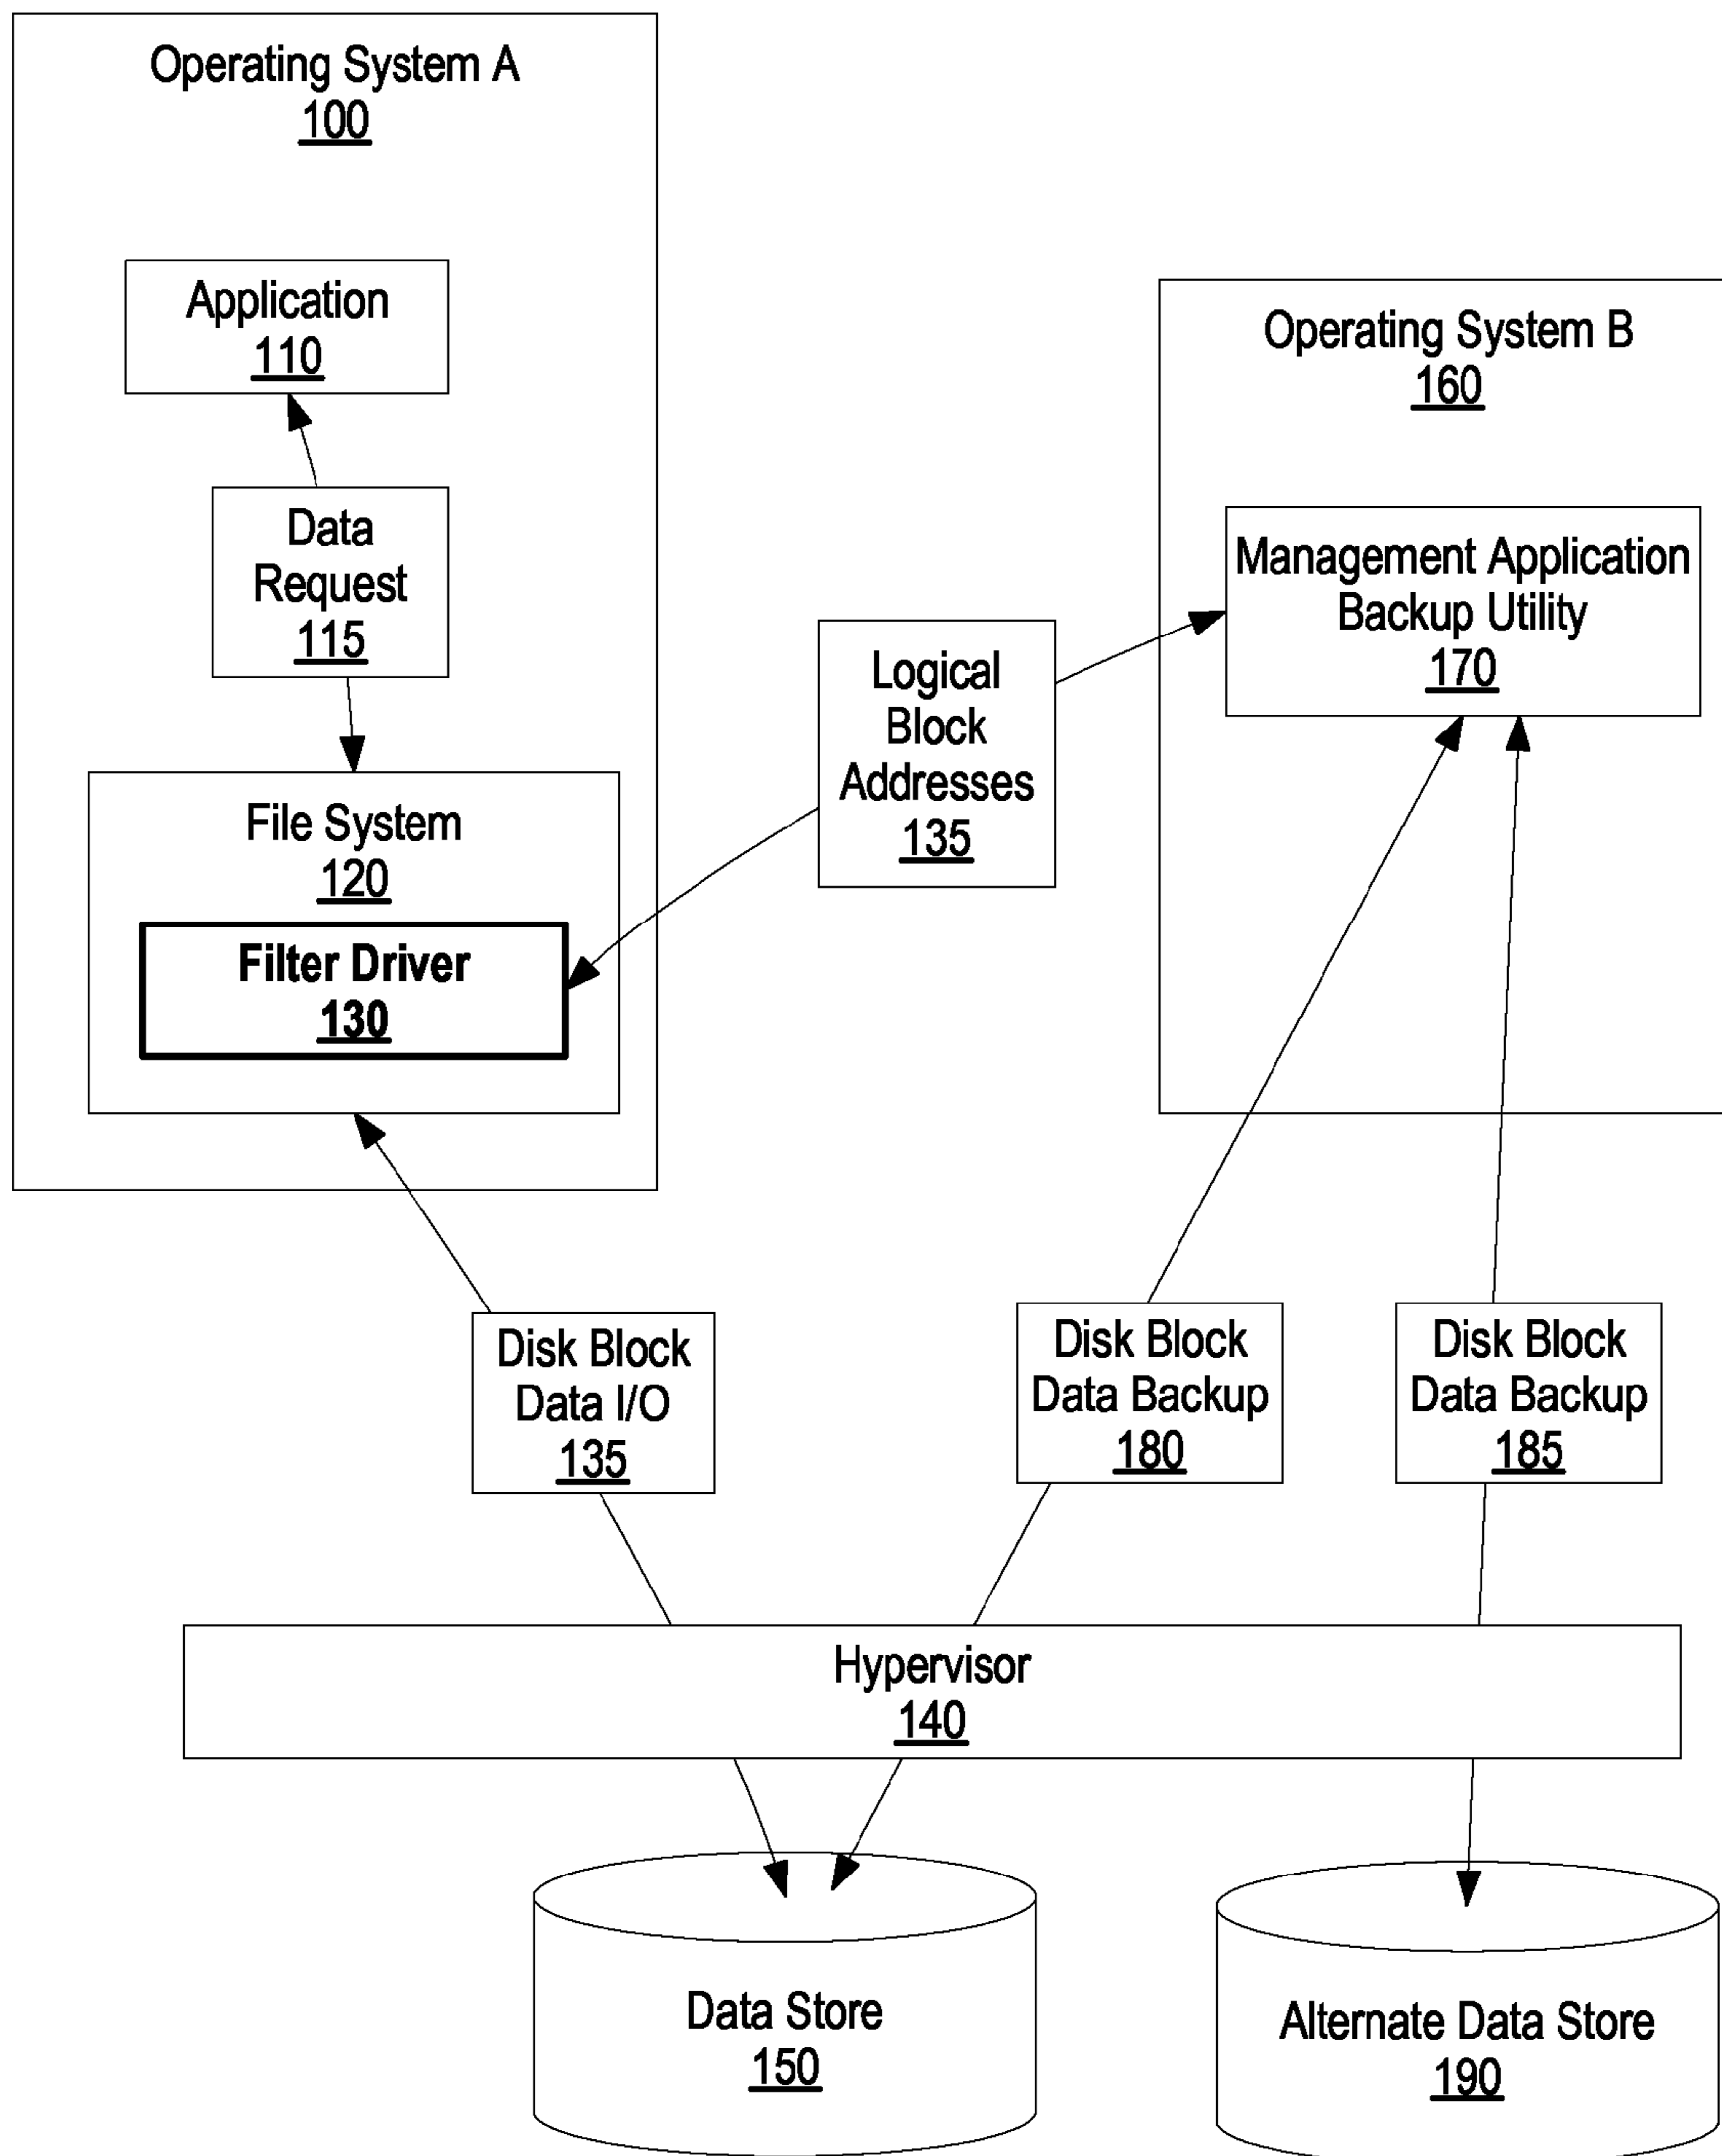 Operating System A
100
Application
110
Data
Request
115
File System
120
Filter Driver
130
Logical
Block
Addresses
135
Operating System B
160
Management Application
Backup Utility
170
Disk Block
Data I/O
135
Disk Block
Data Backup
180
Disk Block
Data Backup
185
Hypervisor
140
Data Store
150
Alternate Data Store
190